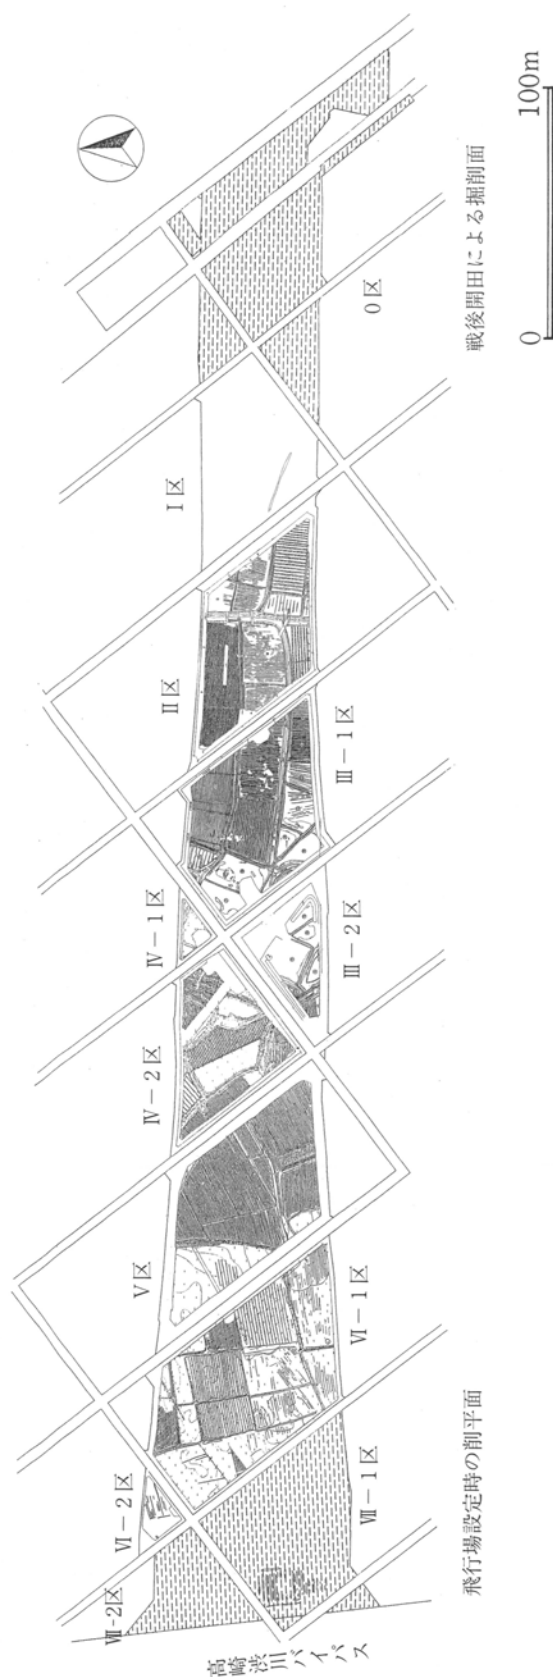 高崎渋川バイパス
Ⅶ-2区
Ⅵ-2区
Ⅴ区
Ⅳ-2区
Ⅳ-1区
Ⅱ区
Ⅰ区
Ⅶ-1区
Ⅵ-1区
Ⅲ-2区
Ⅲ-1区
0区
飛行場設定時の削平面
戦後開田による掘削面
0
100m